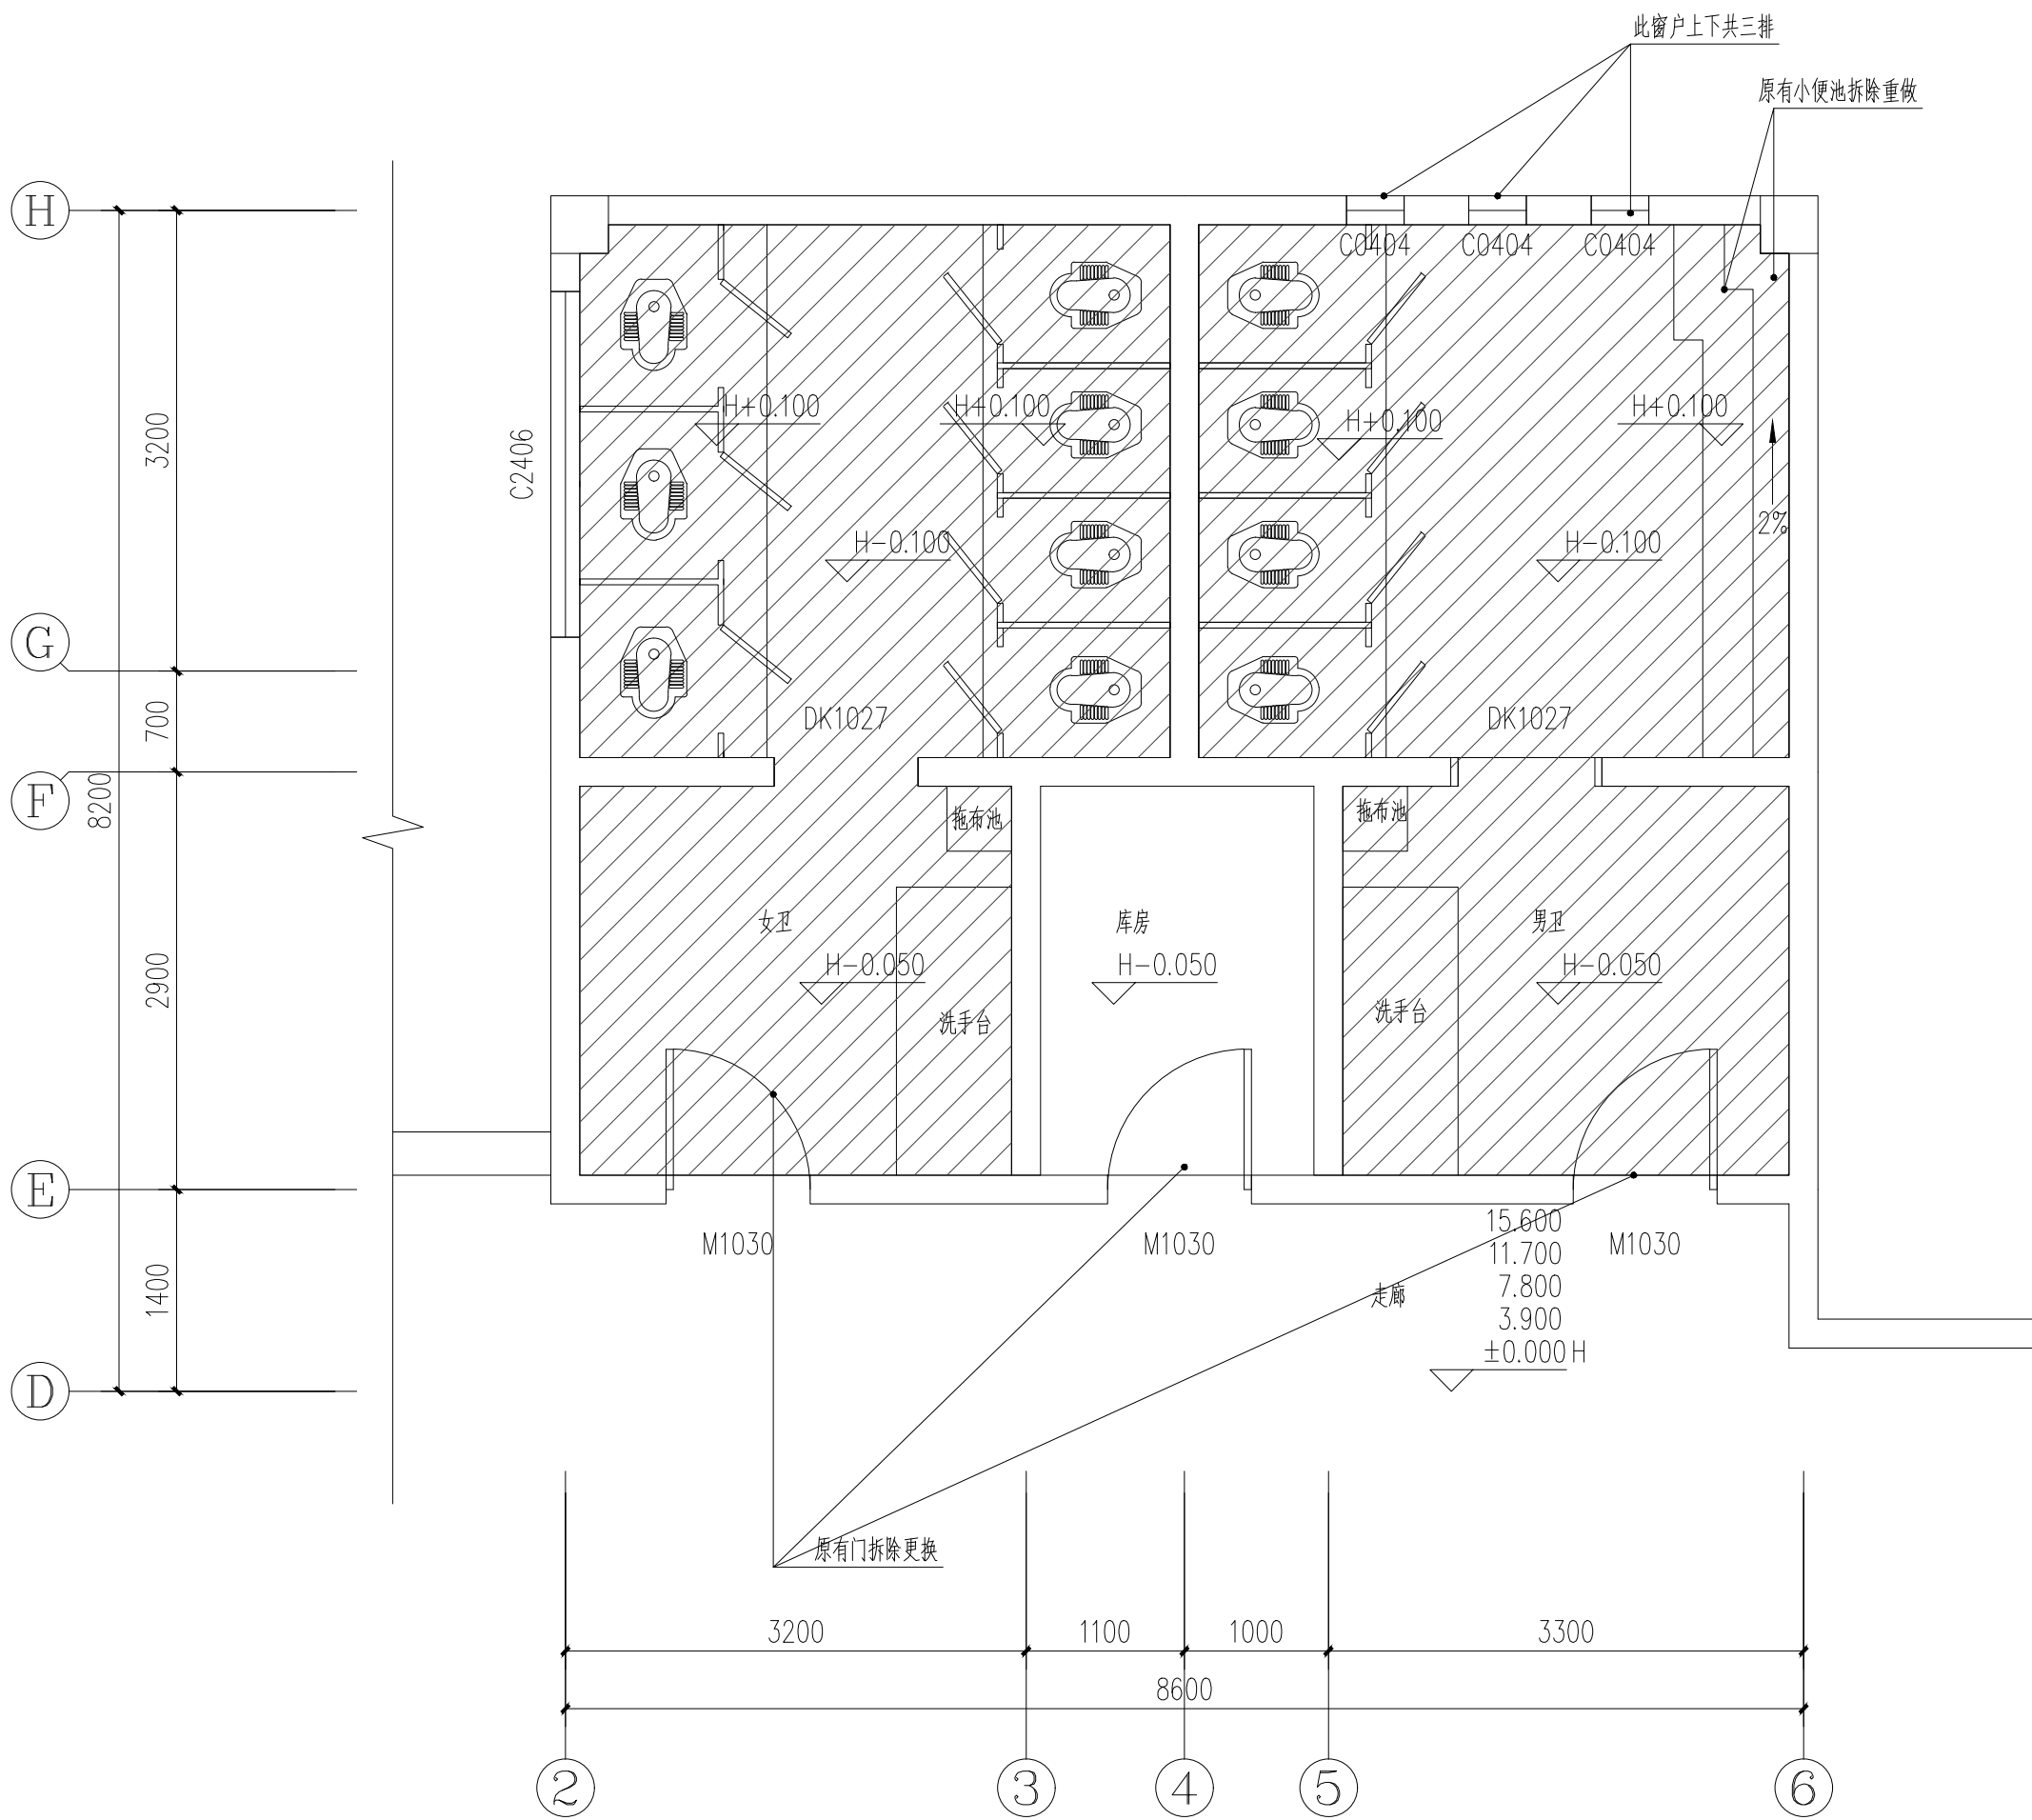 此窗户上下共三排
原有小便池拆除重做
H
C0404
C0404
C0404
3200
C2406
H+0.100
H+0.100
H+0.100
H+0.100
2%
H-0.100
H-0.100
G
700
DK1027
DK1027
F
8200
拖布池
拖布池
女卫
库房
男卫
2900
H-0.050
H-0.050
H-0.050
洗手台
洗手台
E
M1030
M1030
M1030
15.600
11.700
7.800
3.900
±0.000 H
走廊
1400
D
原有门拆除更换
3200
1100
1000
3300
8600
2
3
4
5
6